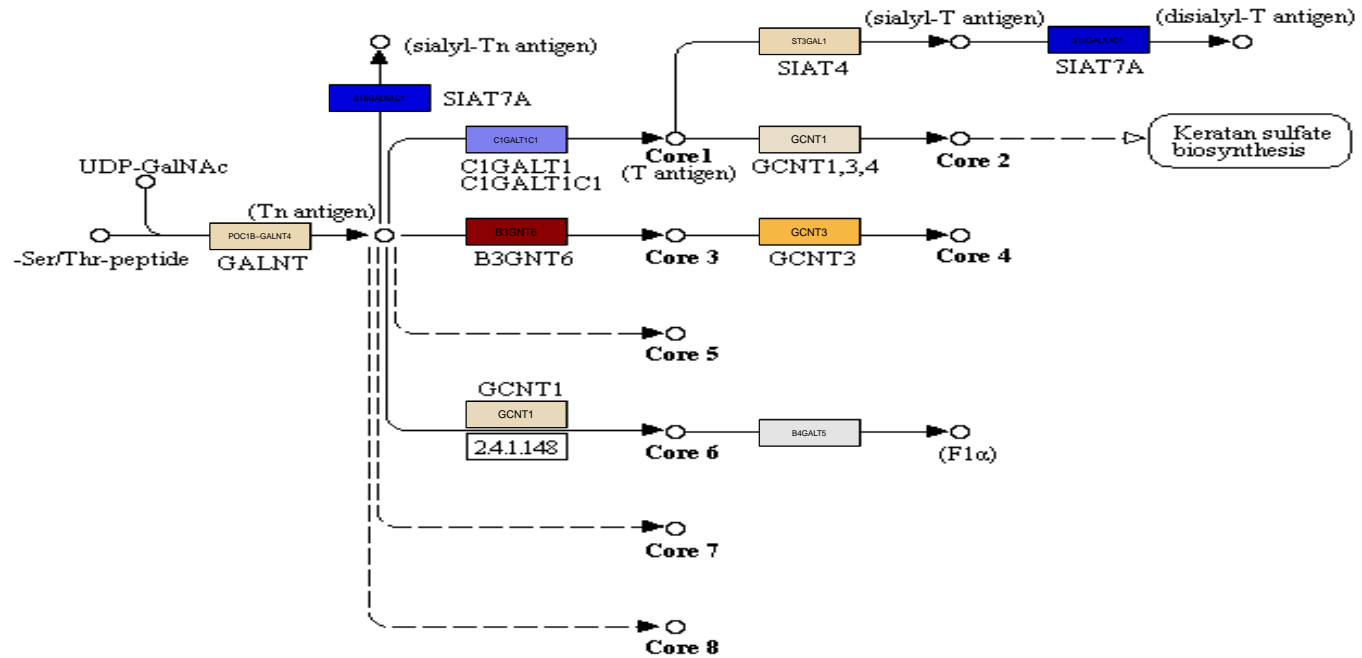 (sialyl-T antigen)
(disialyl-T antigen)
(sialyl-Tn antigen)
ST3GAL1
SIAT4
SIAT7A
SIAT7A
C1GALT1C1
C1GALT1
C1GALT1C1
Core1
(T antigen)
GCNT1
GCNT1,3,4
Core 2
Keratan sulfate
biosynthesis
UDP-GalNAc
(Tn antigen)
-Ser/Thr-peptide
POC1B-GALNT4
GALNT
B3GNT6
B3GNT6
Core 3
GCNT3
GCNT3
Core 4
Core 5
GCNT1
GCNT1
2.4.1.148
Core 6
B4GALT5
(F1α)
Core 7
Core 8